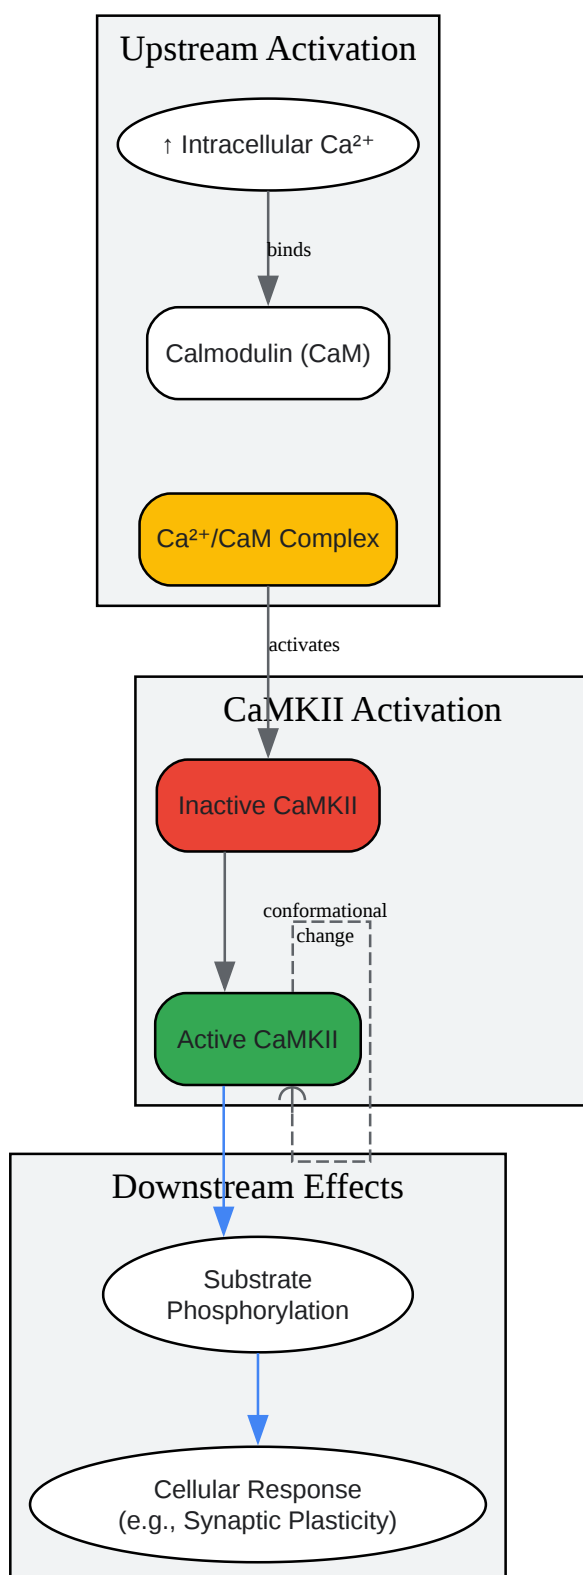 Upstream Activation
↑ Intracellular Ca²⁺
binds
Calmodulin (CaM)
Ca²⁺/CaM Complex
activates
CaMKII Activation
Inactive CaMKII
conformational
change
Active CaMKII
Downstream Effects
Substrate
Phosphorylation
Cellular Response
(e.g., Synaptic Plasticity)